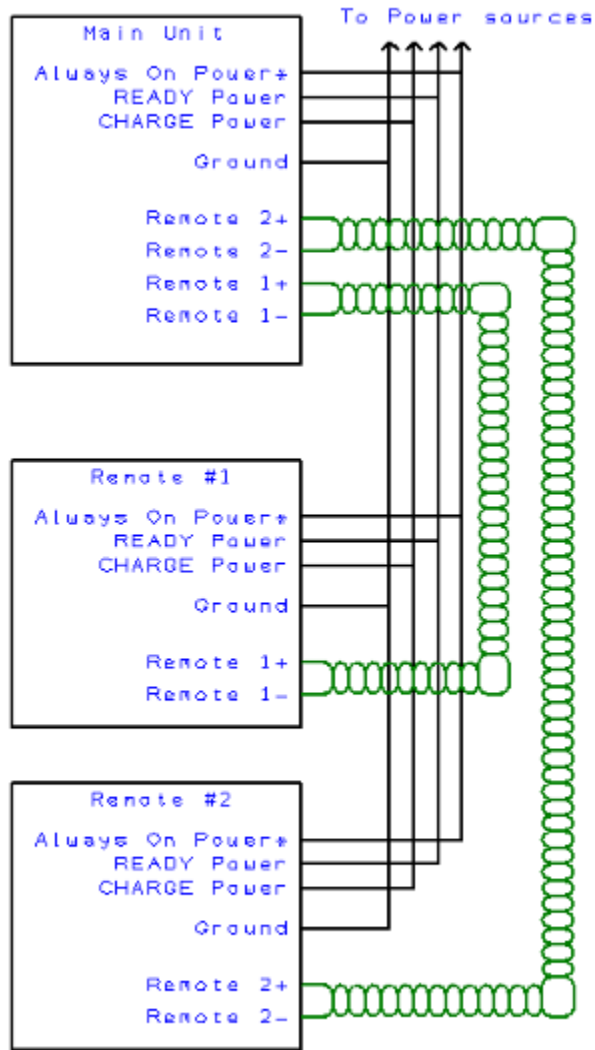 To Power sources
Main Unit
Always On Power*
READY Power
CHARGE Power
Ground
Remote 2+
Remote 2-
Remote 1+
Remote 1-
Remote #1
Always On Power*
READY Power
CHARGE Power
Ground
Remote 1+
Remote 1-
Remote #2
Always On Power*
READY Power
CHARGE Power
Ground
Remote 2+
Remote 2-